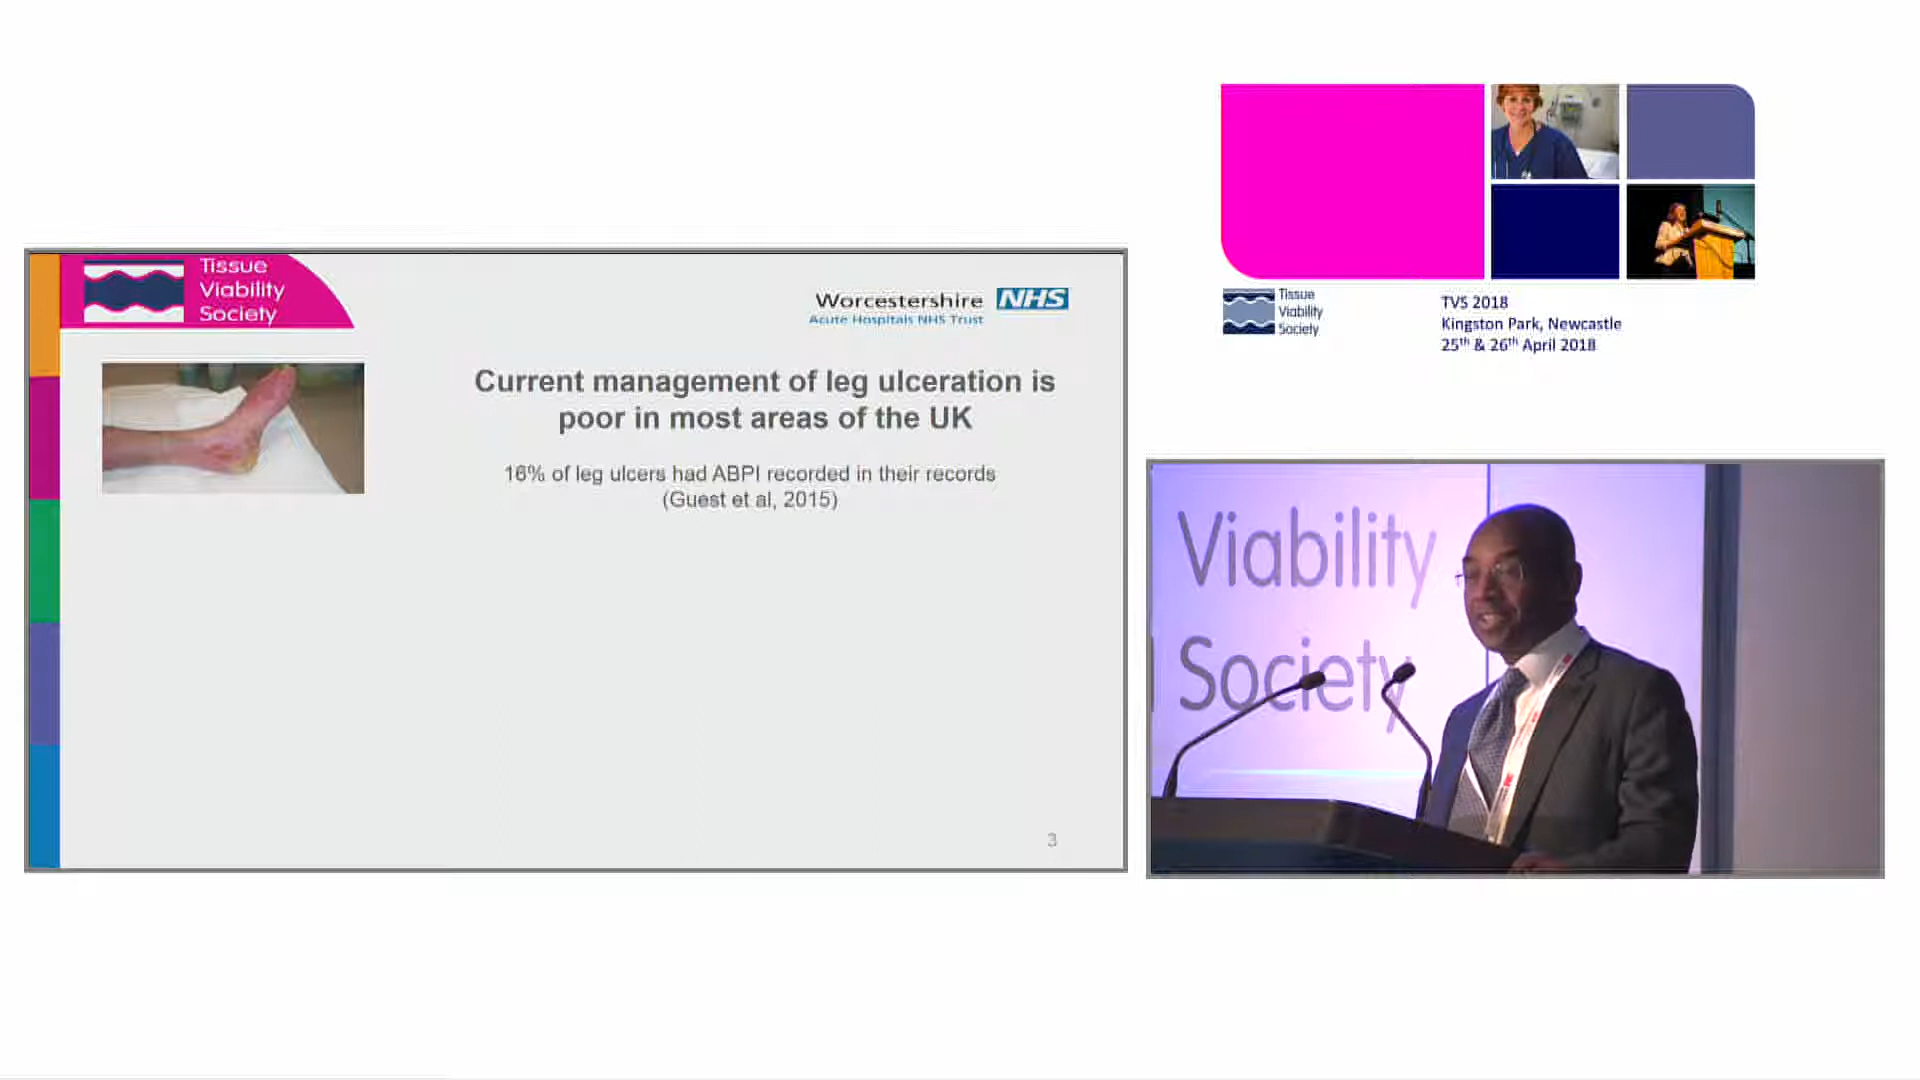 Tissue
Viability
Society
Worcestershire NHS
Acute Hospitals NHS Trust
Current management of leg ulceration is
poor in most areas of the UK
16% of leg ulcers had ABPI recorded in their records
(Guest et al, 2015)
3
Tissue
Viability
Society
TVS 2018
Kingston Park, Newcastle
25th & 26th April 2018
Viability
Society